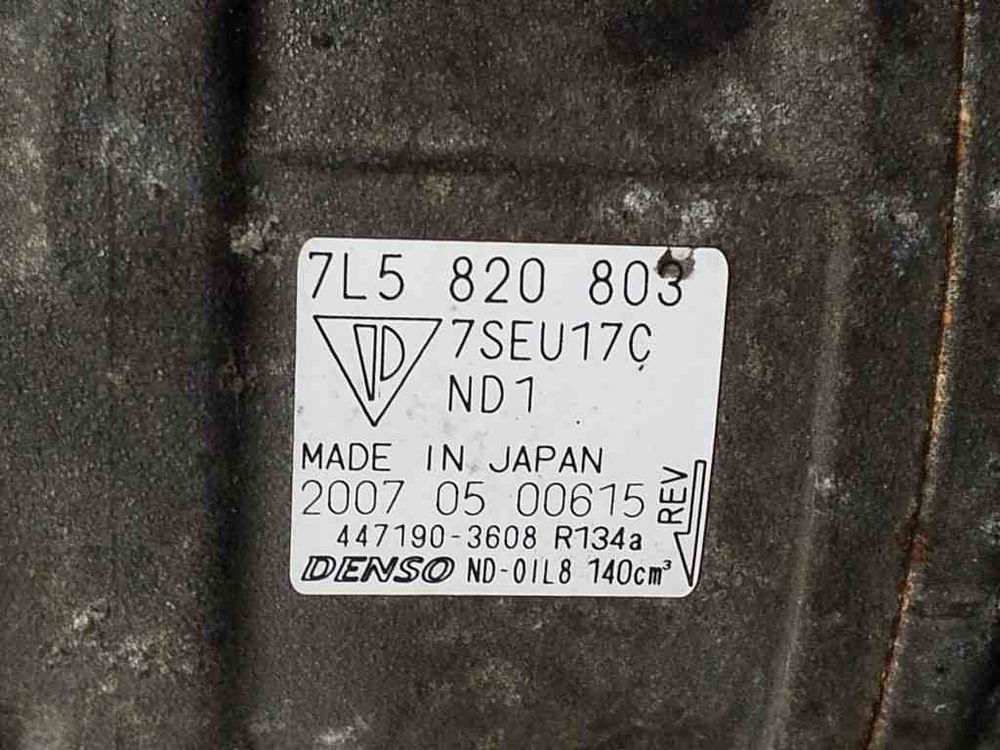 7L5 820 803
7SEU17C
ND1
MADE IN JAPAN
2007 05 00615
REV
447190-3608 R134a
DENSO ND-OIL8 140cm³